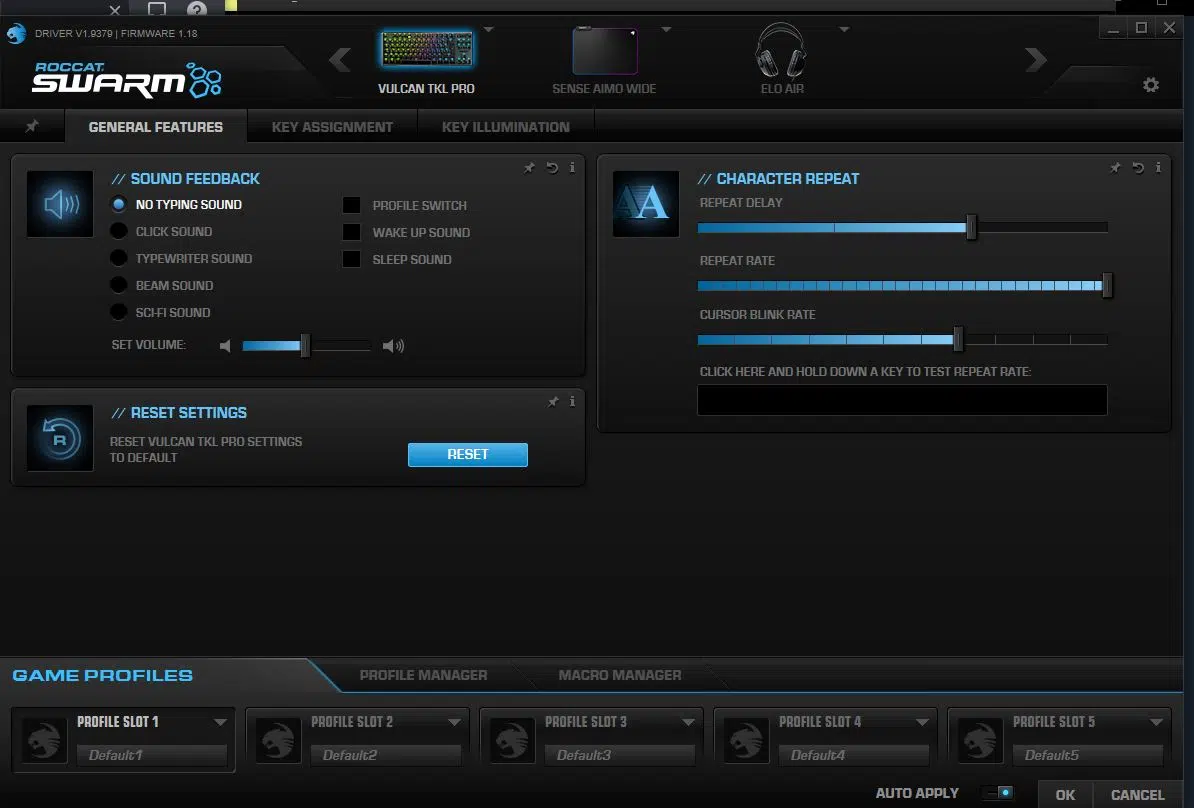 DRIVER V1.9379 | FIRMWARE 1.18
ROCCAT
SWARM
VULCAN TKL PRO
SENSE AIMO WIDE
ELO AIR
GENERAL FEATURES
KEY ASSIGNMENT
KEY ILLUMINATION
// SOUND FEEDBACK
NO TYPING SOUND
CLICK SOUND
TYPEWRITER SOUND
BEAM SOUND
SCI-FI SOUND
PROFILE SWITCH
WAKE UP SOUND
SLEEP SOUND
SET VOLUME:
// RESET SETTINGS
R
RESET VULCAN TKL PRO SETTINGS
TO DEFAULT
RESET
// CHARACTER REPEAT
AA
REPEAT DELAY
REPEAT RATE
CURSOR BLINK RATE
CLICK HERE AND HOLD DOWN A KEY TO TEST REPEAT RATE:
GAME PROFILES
PROFILE MANAGER
MACRO MANAGER
PROFILE SLOT 1
Default1
PROFILE SLOT 2
Default2
PROFILE SLOT 3
Default3
PROFILE SLOT 4
Default4
PROFILE SLOT 5
Default5
AUTO APPLY
OK
CANCEL